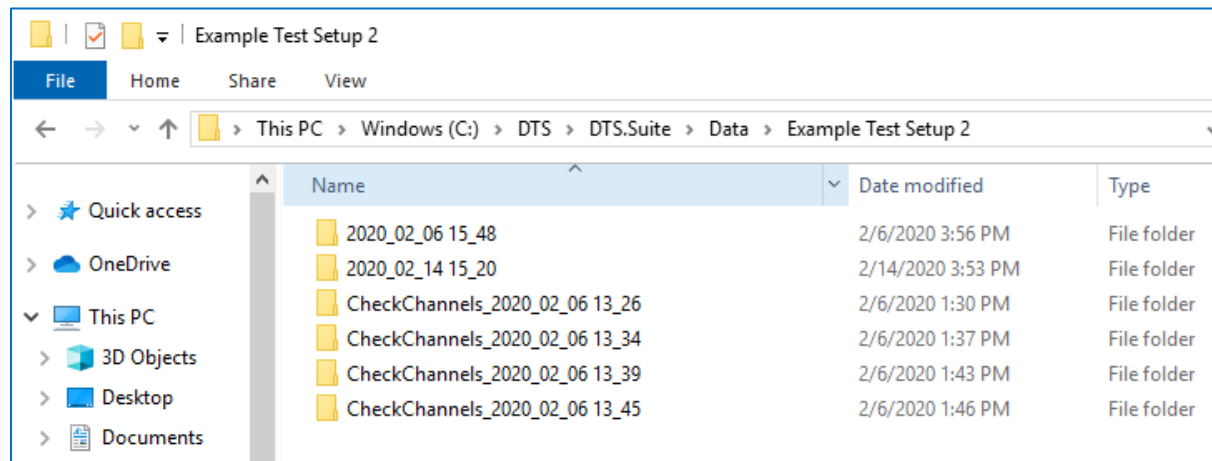 Example Test Setup 2
File Home Share View
This PC > Windows (C:) > DTS > DTS.Suite > Data > Example Test Setup 2
Name Date modified Type
Quick access
OneDrive
This PC
3D Objects
Desktop
Documents
2020_02_06 15_48 2/6/2020 3:56 PM File folder
2020_02_14 15_20 2/14/2020 3:53 PM File folder
CheckChannels_2020_02_06 13_26 2/6/2020 1:30 PM File folder
CheckChannels_2020_02_06 13_34 2/6/2020 1:37 PM File folder
CheckChannels_2020_02_06 13_39 2/6/2020 1:43 PM File folder
CheckChannels_2020_02_06 13_45 2/6/2020 1:46 PM File folder